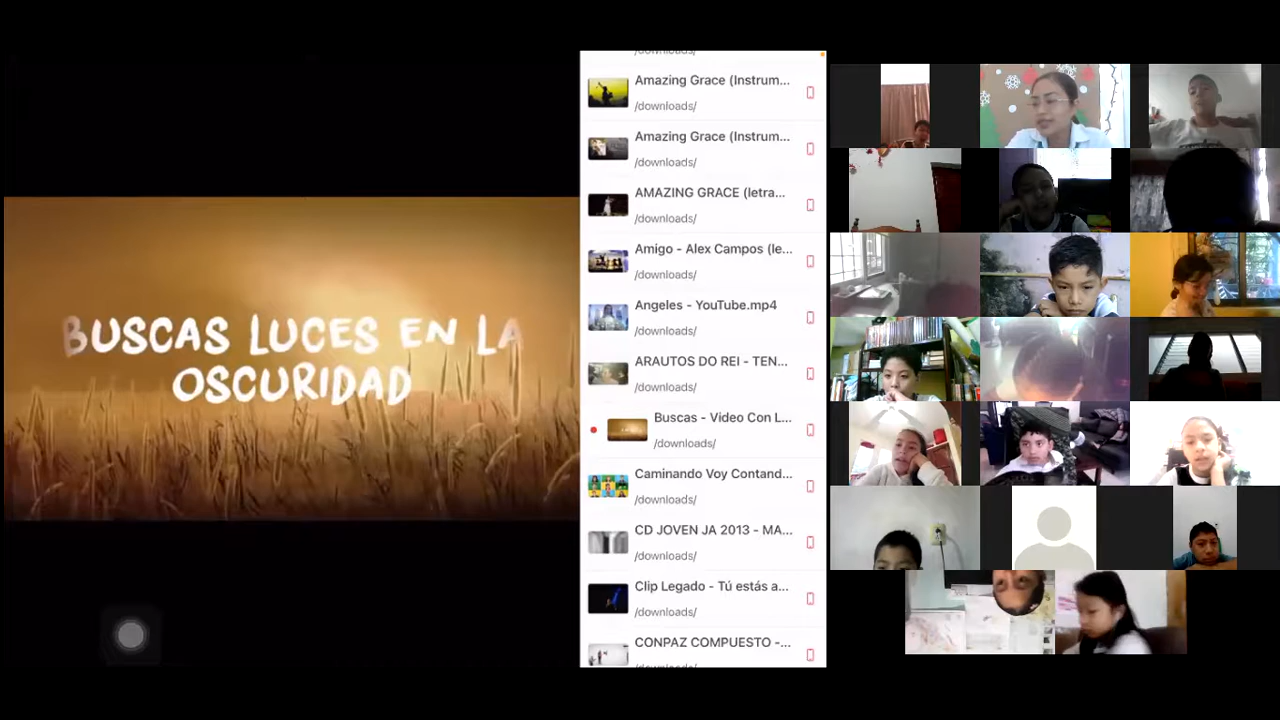 BUSCAS LUCES EN LA
OSCURIDAD
/downloads/
Amazing Grace (Instrum...
/downloads/
Amazing Grace (Instrum...
/downloads/
AMAZING GRACE (letra...
/downloads/
Amigo - Alex Campos (le...
/downloads/
Angeles - YouTube.mp4
/downloads/
ARAUTOS DO REI - TEN...
/downloads/
Buscas - Video Con L...
/downloads/
Caminando Voy Contand...
/downloads/
CD JOVEN JA 2013 - MA...
/downloads/
Clip Legado - Tú estás a...
/downloads/
CONPAZ COMPUESTO -...
/downloads/